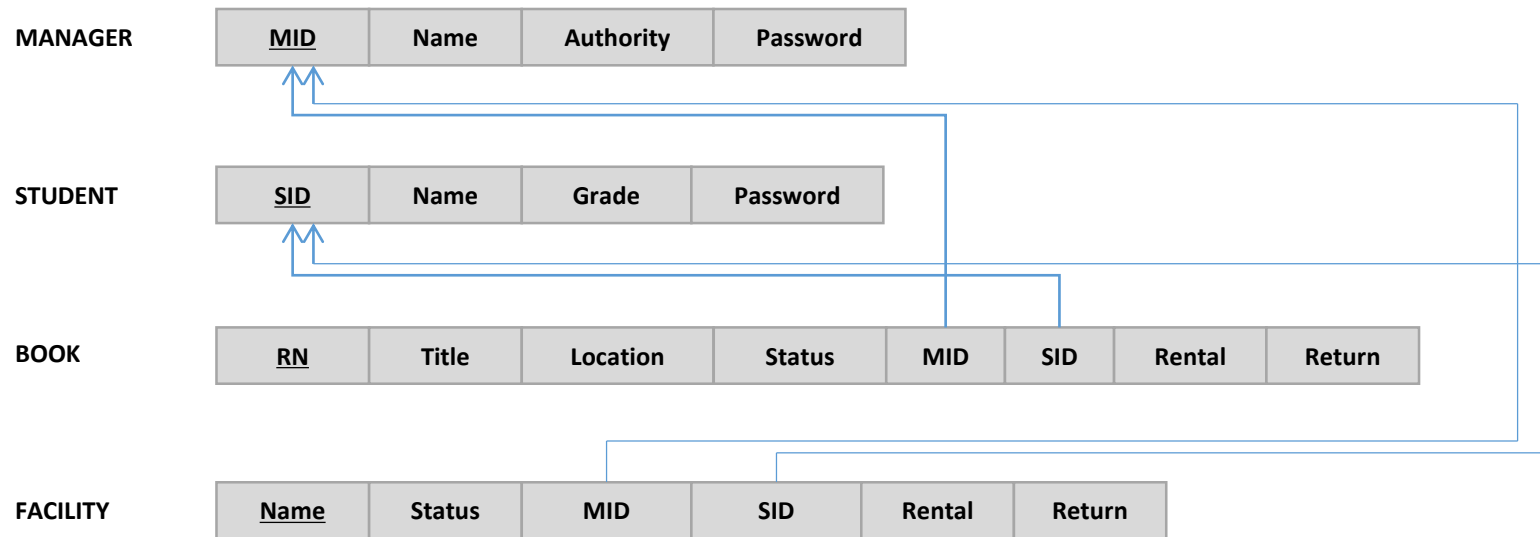 MANAGER MID Name Authority Password
STUDENT SID Name Grade Password
BOOK RN Title Location Status MID SID Rental Return
FACILITY Name Status MID SID Rental Return